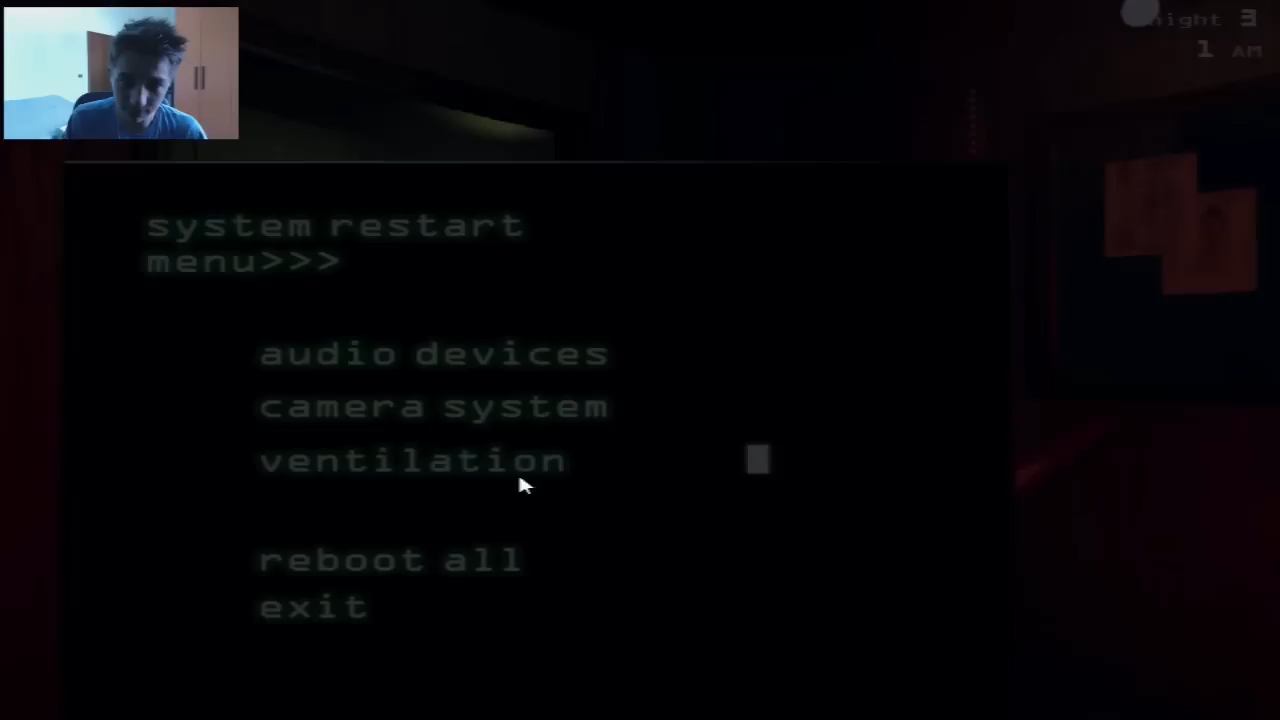 night 3
1 AM
system restart
menu>>>
audio devices
camera system
ventilation
reboot all
exit